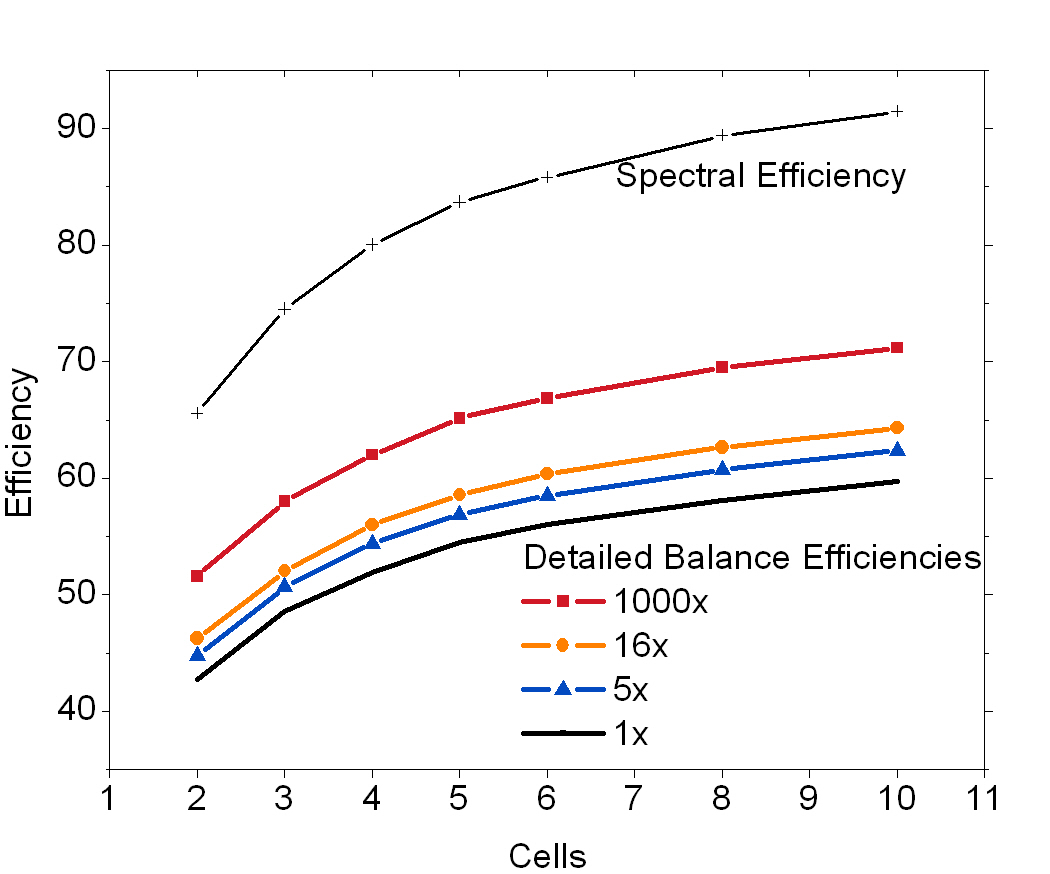 90
80
70
60
50
40
Efficiency
Spectral Efficiency
Detailed Balance Efficiencies
1000x
16x
5x
1x
1 2 3 4 5 6 7 8 9 10 11
Cells